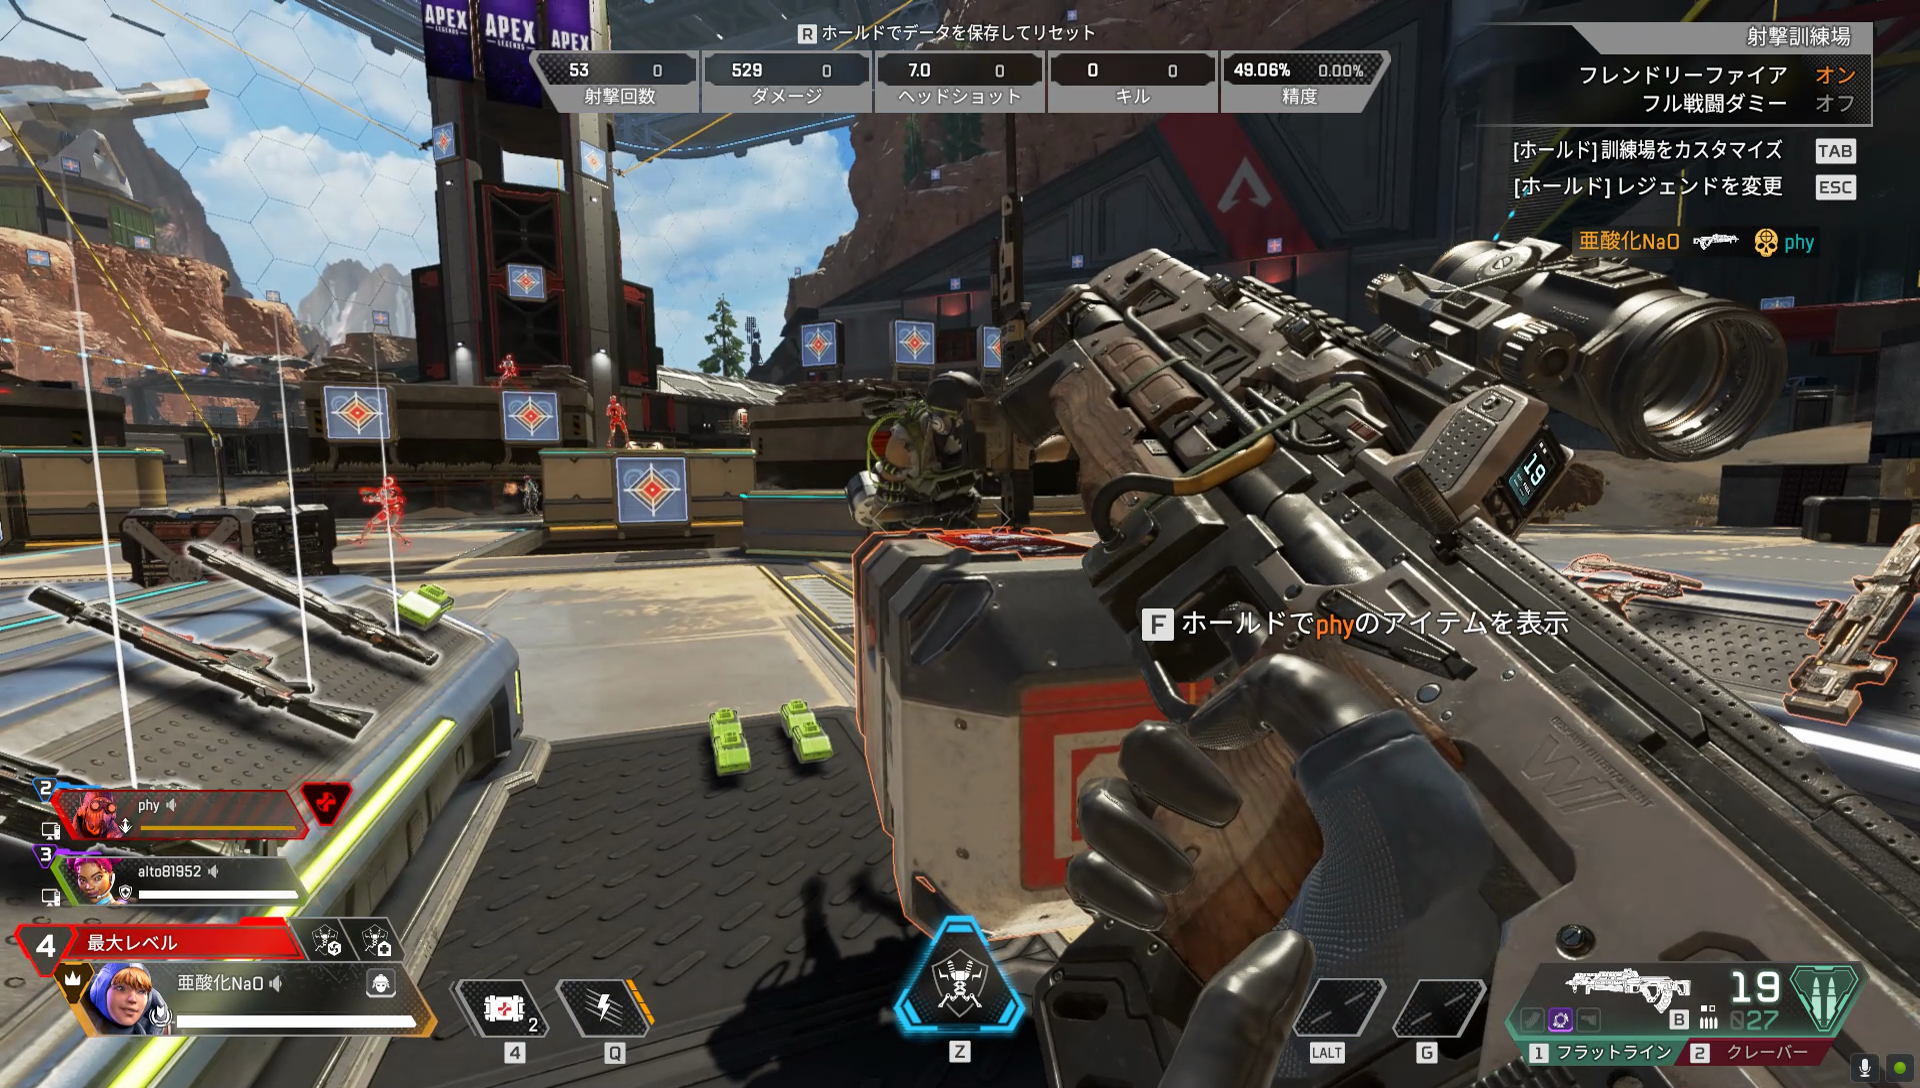 APEX
LEGENDS
APEX
LEGENDS
APEX
R ホールドでデータを保存してリセット
53 0
射撃回数
529 0
ダメージ
7.0 0
ヘッドショット
0 0
キル
49.06% 0.00%
精度
射撃訓練場
フレンドリーファイア オン
フル戦闘ダミー オフ
[ホールド]訓練場をカスタマイズ TAB
[ホールド]レジェンドを変更 ESC
亜酸化NaO phy
19
F ホールドでphyのアイテムを表示
2
phy
3
alto81952
4 最大レベル
亜酸化NaO
2
4
Q
Z
LALT
G
B
19
027
1 フラットライン
2 クレーバー